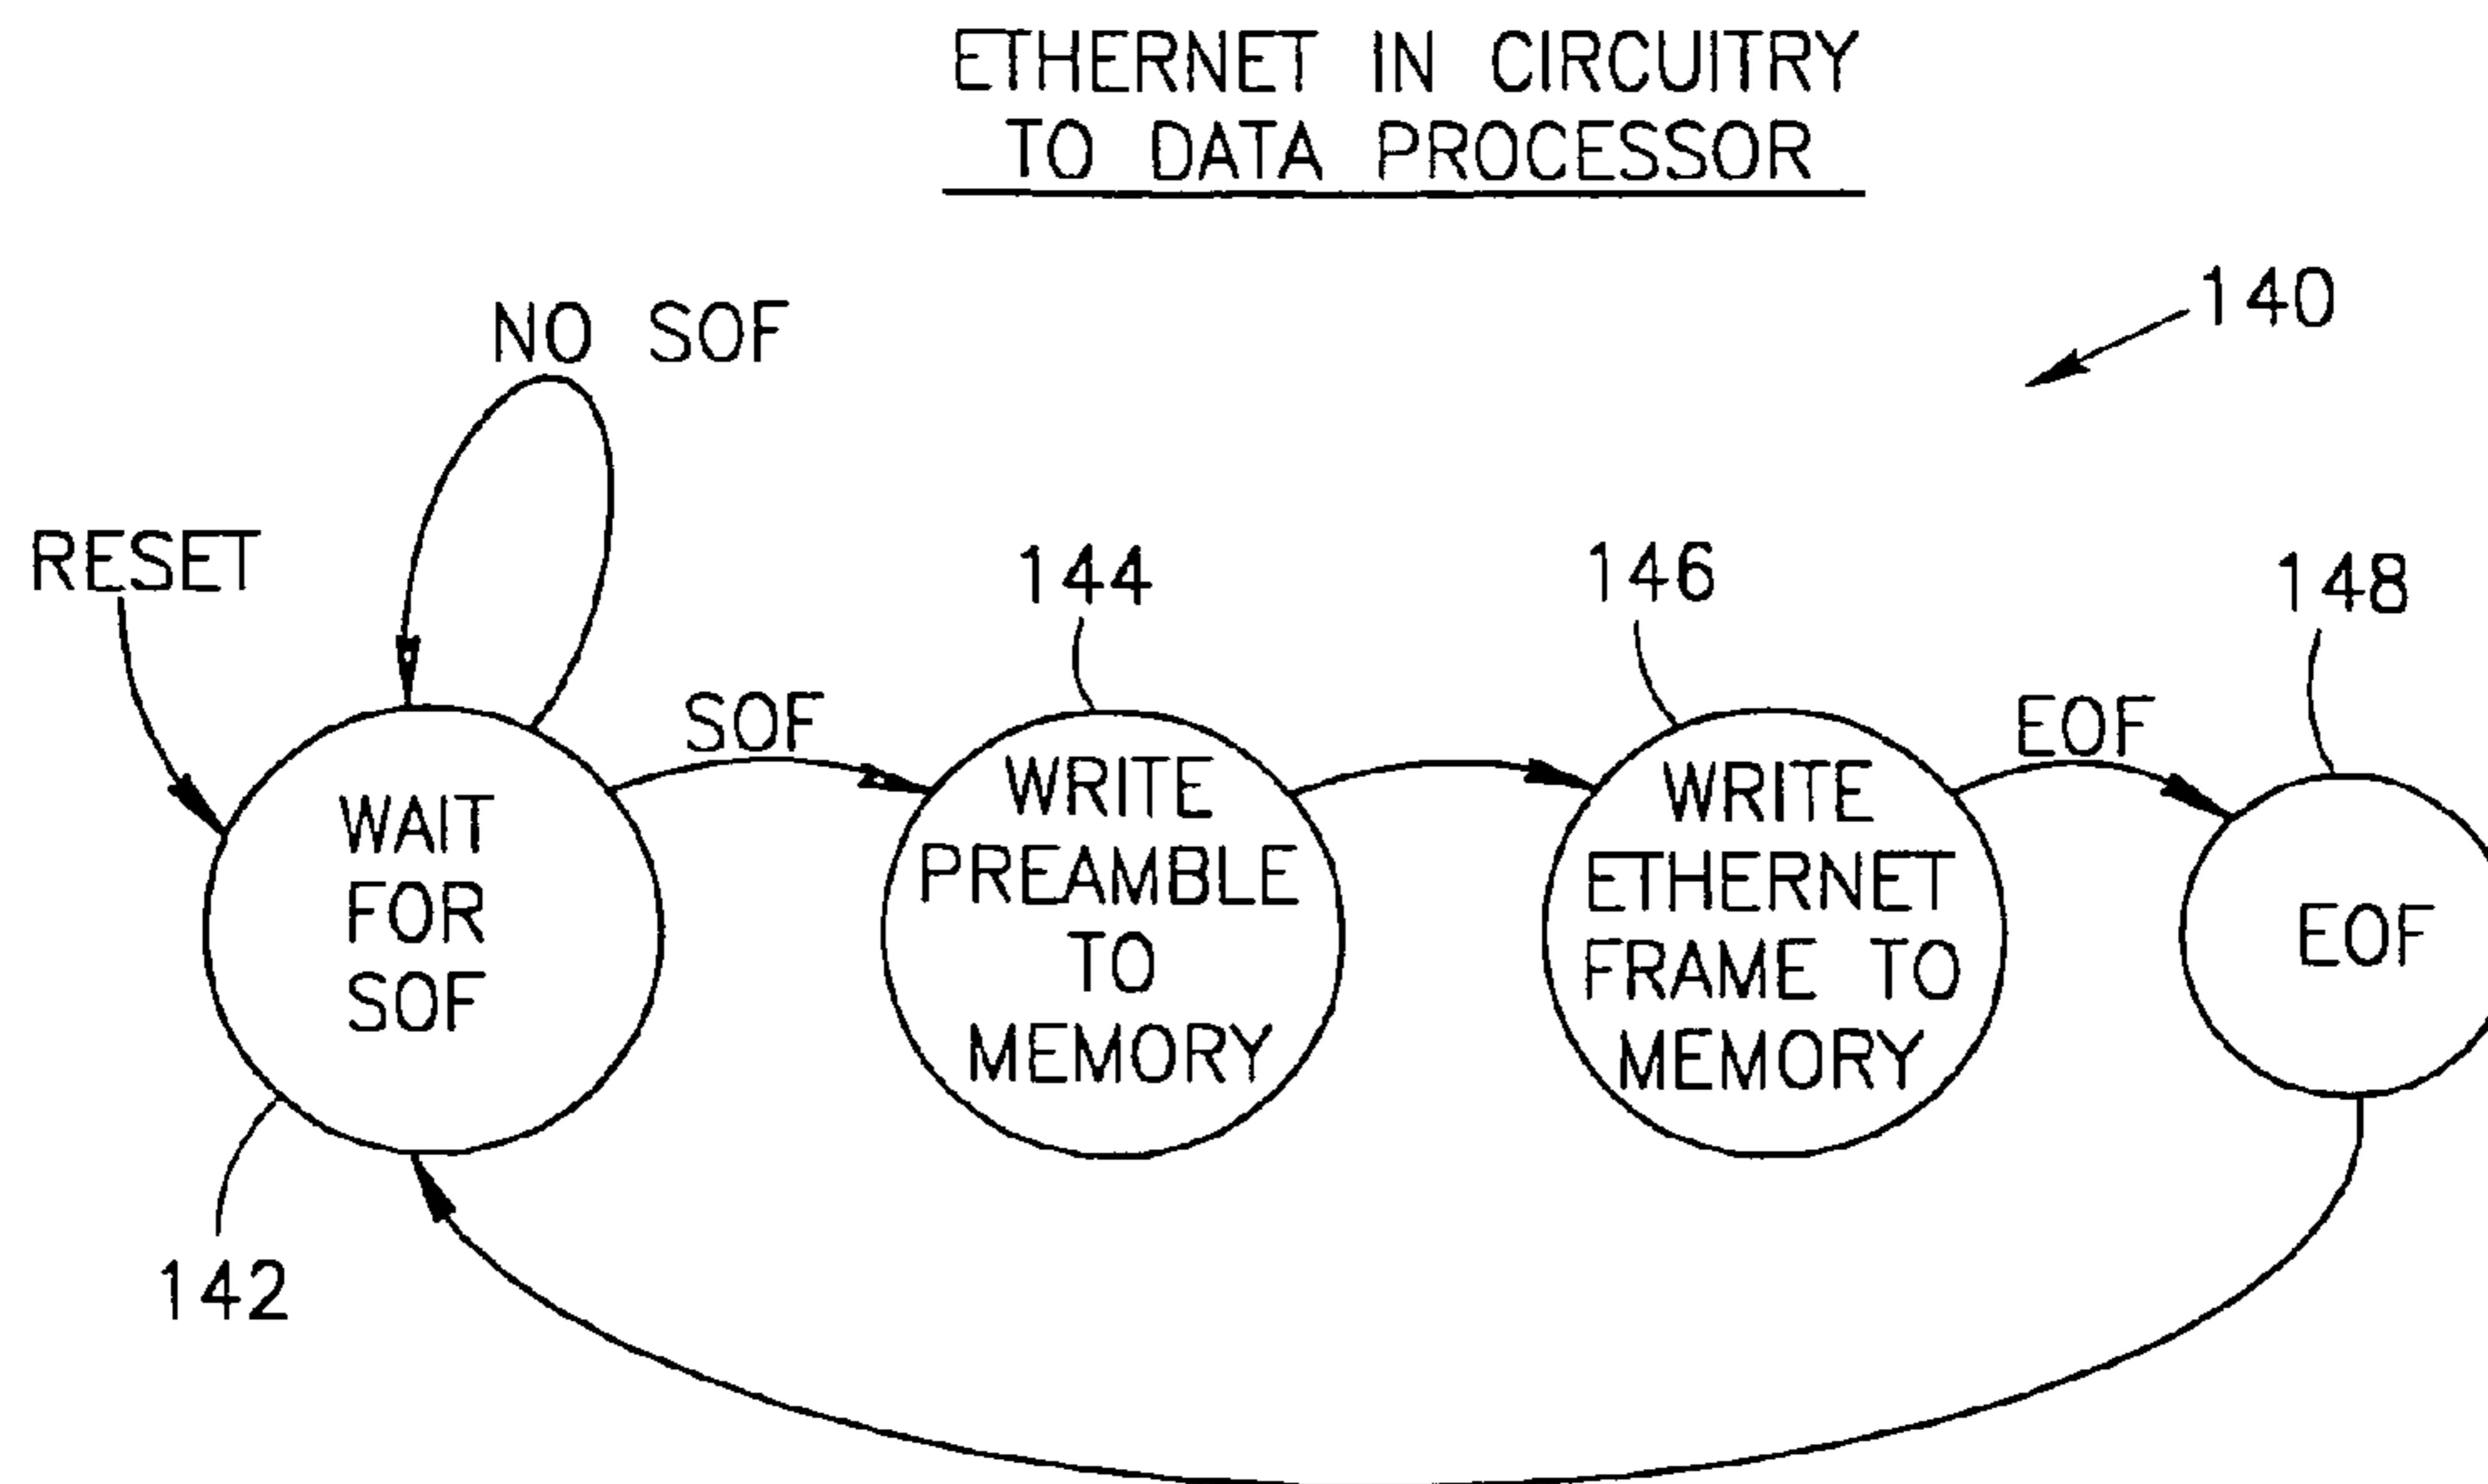 ETHERNET IN CIRCUITRY
TO DATA PROCESSOR
140
NO SOF
RESET
144
146
148
SOF
EOF
WAIT
FOR
SOF
WRITE
PREAMBLE
TO
MEMORY
WRITE
ETHERNET
FRAME TO
MEMORY
EOF
142